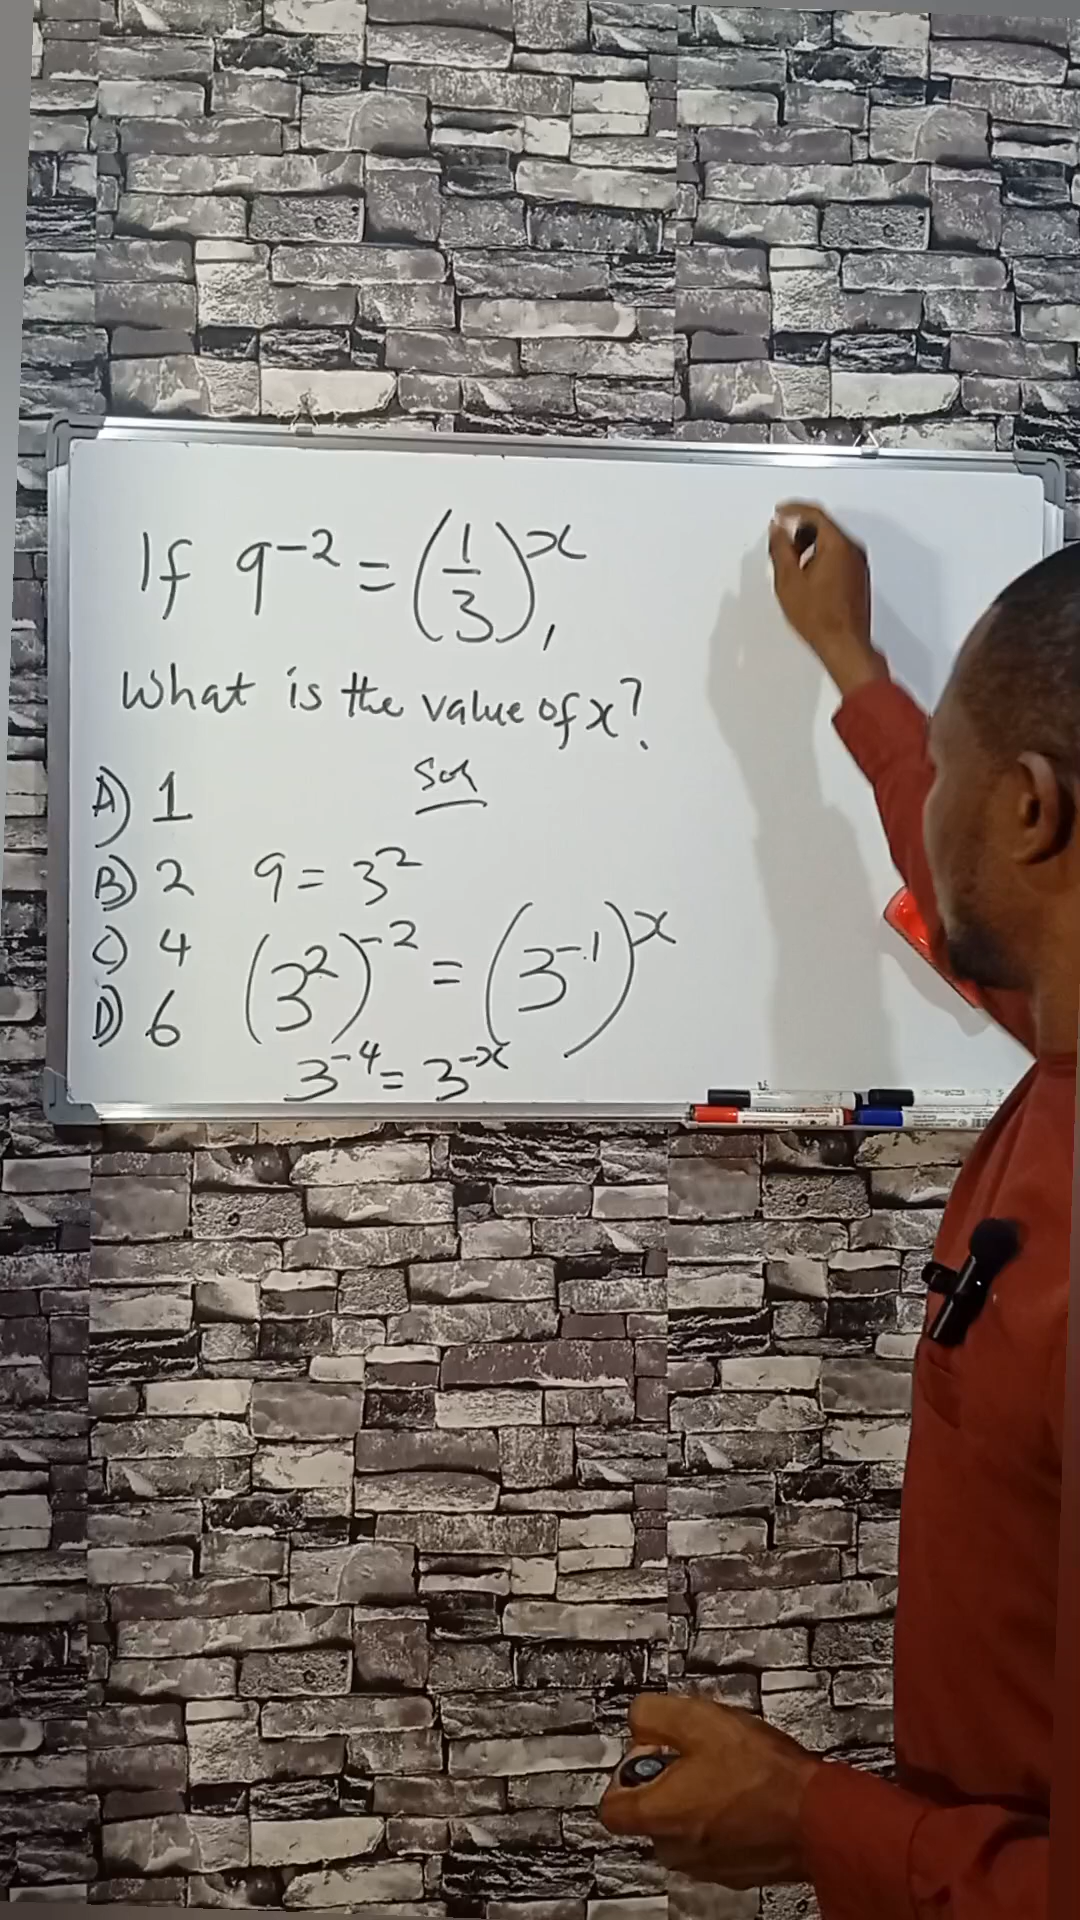 If 9⁻² = (1/3)ˣ,
What is the value of x?
Soln
A) 1
B) 2
C) 4
D) 6
9 = 3²
(3²)⁻² = (3⁻¹)ˣ
3⁻⁴ = 3⁻ˣ